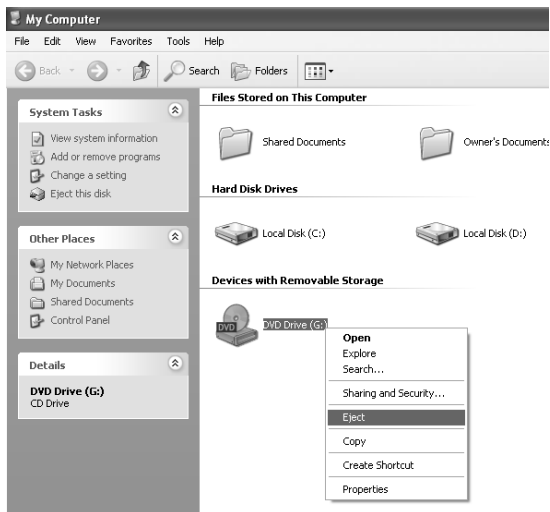 My Computer
File Edit View Favorites Tools Help
Back Search Folders
System Tasks
View system information
Add or remove programs
Change a setting
Eject this disk
Other Places
My Network Places
My Documents
Shared Documents
Control Panel
Details
DVD Drive (G:)
CD Drive
Files Stored on This Computer
Shared Documents Owner's Documents
Hard Disk Drives
Local Disk (C:) Local Disk (D:)
Devices with Removable Storage
DVD
DVD Drive (G:)
Open
Explore
Search...
Sharing and Security...
Eject
Copy
Create Shortcut
Properties